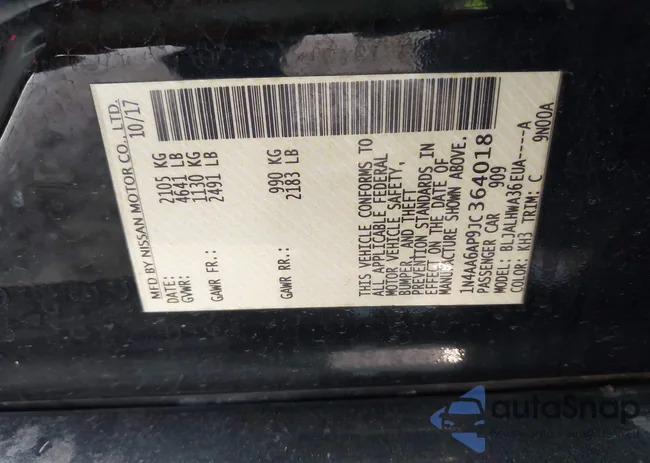 MFD BY NISSAN MOTOR CO., LTD.
DATE: 10/17
GVWR: 2105 KG
4641 LB
GAWR FR: 1130 KG
2491 LB
GAWR RR: 990 KG
2183 LB
THIS VEHICLE CONFORMS TO
ALL APPLICABLE FEDERAL
MOTOR VEHICLE SAFETY,
BUMPER, AND THEFT
PREVENTION STANDARDS IN
EFFECT ON THE DATE OF
MANUFACTURE SHOWN ABOVE.
1N4AA6AP9JC364018
PASSENGER CAR 909
MODEL: BLJALHWA36EUA----A
COLOR: KH3 TRIM: C 9N00A
autoSnap